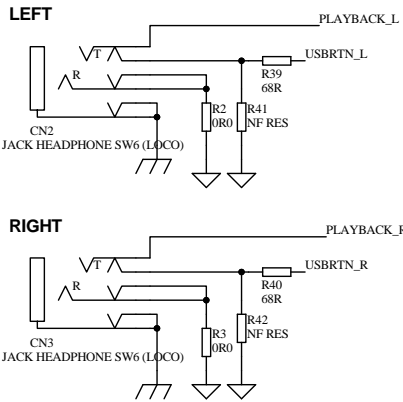 LEFT
PLAYBACK_L
T
USBRTN_L
R39
68R
R
R2
0R0
R41
NF RES
CN2
JACK HEADPHONE SW6 (LOCO)
RIGHT
PLAYBACK_R
T
USBRTN_R
R40
68R
R
R3
0R0
R42
NF RES
CN3
JACK HEADPHONE SW6 (LOCO)